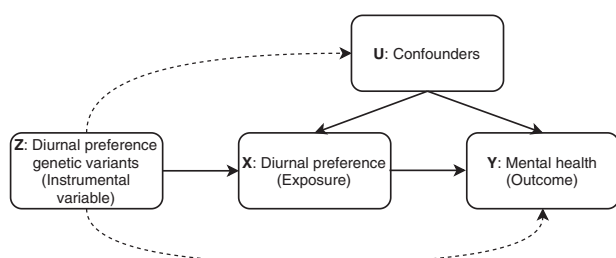 U: Confounders
Z: Diurnal preference
genetic variants
(Instrumental
variable)
X: Diurnal preference
(Exposure)
Y: Mental health
(Outcome)